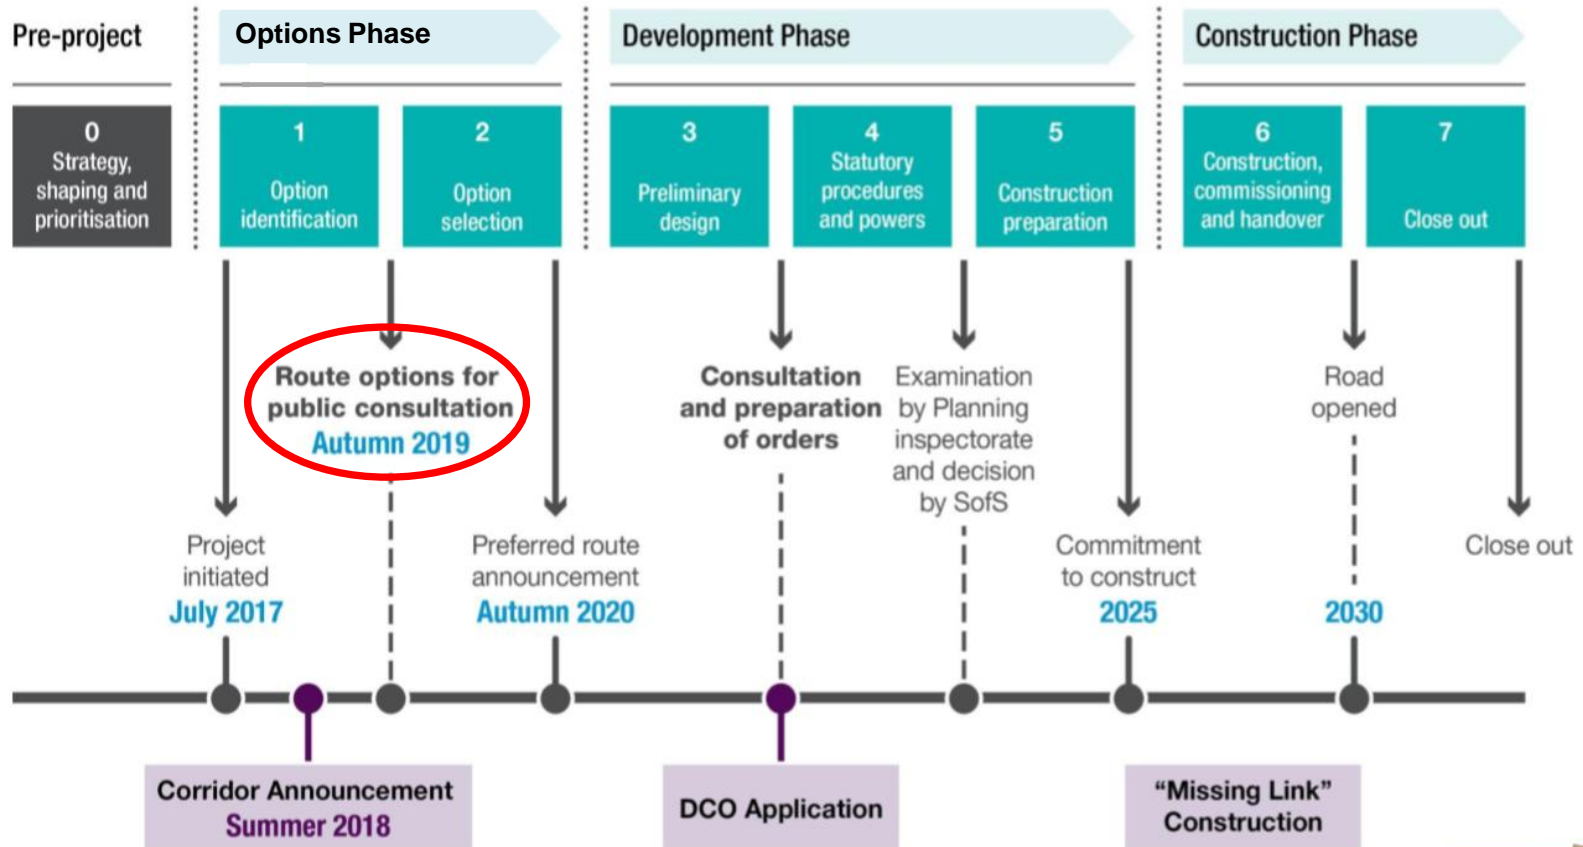 Pre-project
Options Phase
Development Phase
Construction Phase
0
Strategy,
shaping and
prioritisation
1
Option
identification
2
Option
selection
3
Preliminary
design
4
Statutory
procedures
and powers
5
Construction
preparation
6
Construction,
commissioning
and handover
7
Close out
Route options for
public consultation
Autumn 2019
Consultation
and preparation
of orders
Examination
by Planning
inspectorate
and decision
by SofS
Road
opened
Project
initiated
July 2017
Preferred route
announcement
Autumn 2020
Commitment
to construct
2025
2030
Close out
Corridor Announcement
Summer 2018
DCO Application
“Missing Link”
Construction